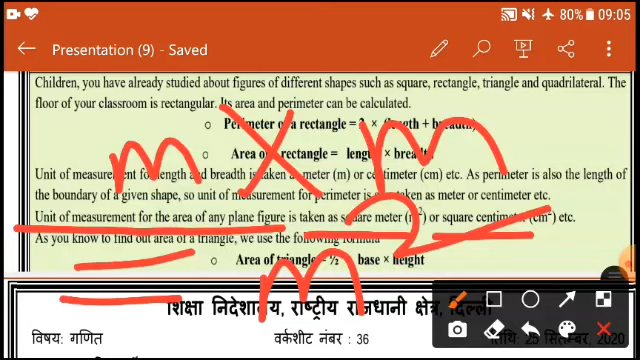 80% 09:05
Presentation (9) - Saved
Children, you have already studied about figures of different shapes such as square, rectangle, triangle and quadrilateral. The
floor of your classroom is rectangular. Its area and perimeter can be calculated.
o Perimeter of a rectangle = 2 × (length + breadth)
o Area of rectangle = length × breadth
m × m
Unit of measurement for length and breadth is taken as meter (m) or centimeter (cm) etc. As perimeter is also the length of
the boundary of a given shape, so unit of measurement for perimeter is taken as meter or centimeter etc.
Unit of measurement for the area of any plane figure is taken as square meter (m²) or square centimeter (cm²) etc.
As you know to find out area of a triangle, we use the following formula
o Area of triangle = ½ × base × height
m²
शिक्षा निदेशालय, राष्ट्रीय राजधानी क्षेत्र, दिल्ली
विषय: गणित वर्कशीट नंबर : 36 तिथि: 25 सितम्बर, 2020